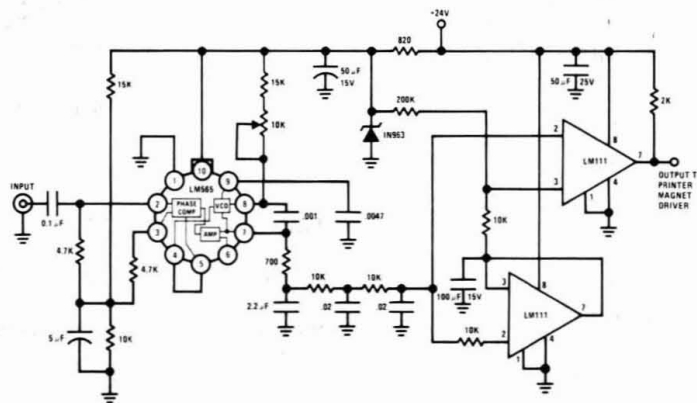 -24V
15K
15K
10K
50 µF
15V
820
200K
IN953
50 µF
25V
2K
INPUT
0.1 µF
1
10
9
2
LM565
8
PHASE
COMP
VCO
3
AMP
7
4
5
6
.001
.0047
4.7K
4.7K
700
5 µF
10K
10K
10K
2.2 µF
.02
.02
10K
2
8
LM111
7
3
1
4
OUTPUT T
PRINTER
MAGNET
DRIVER
10K
100 µF
15V
3
8
LM111
7
2
1
4